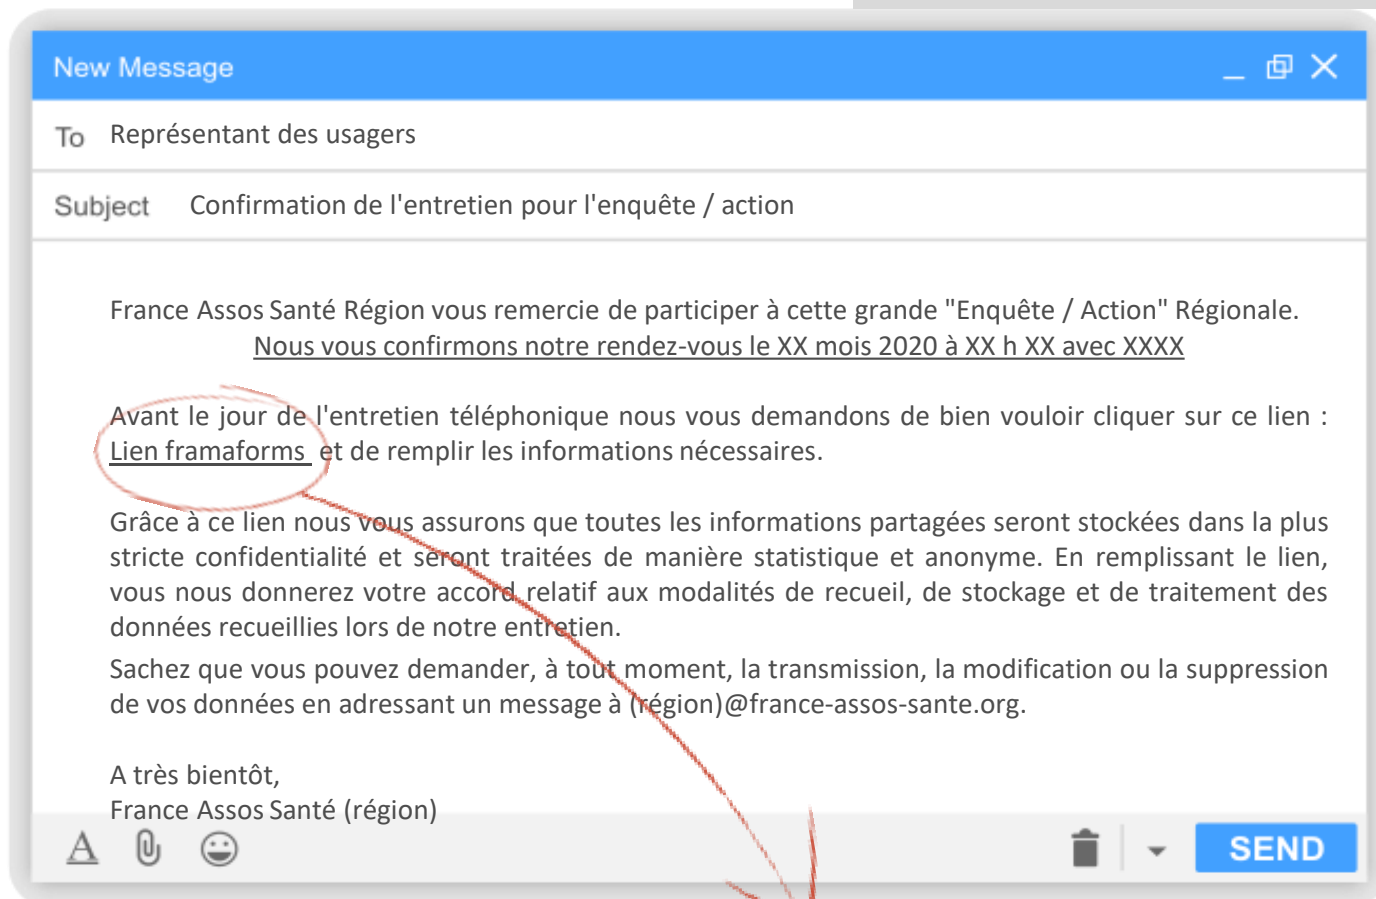 New Message
To Représentant des usagers
Subject Confirmation de l'entretien pour l'enquête / action
France Assos Santé Région vous remercie de participer à cette grande "Enquête / Action" Régionale.
Nous vous confirmons notre rendez-vous le XX mois 2020 à XX h XX avec XXXX
Avant le jour de l'entretien téléphonique nous vous demandons de bien vouloir cliquer sur ce lien :
Lien framaforms et de remplir les informations nécessaires.
Grâce à ce lien nous vous assurons que toutes les informations partagées seront stockées dans la plus
stricte confidentialité et seront traitées de manière statistique et anonyme. En remplissant le lien,
vous nous donnerez votre accord relatif aux modalités de recueil, de stockage et de traitement des
données recueillies lors de notre entretien.
Sachez que vous pouvez demander, à tout moment, la transmission, la modification ou la suppression
de vos données en adressant un message à (région)@france-assos-sante.org.
A très bientôt,
France Assos Santé (région)
A SEND